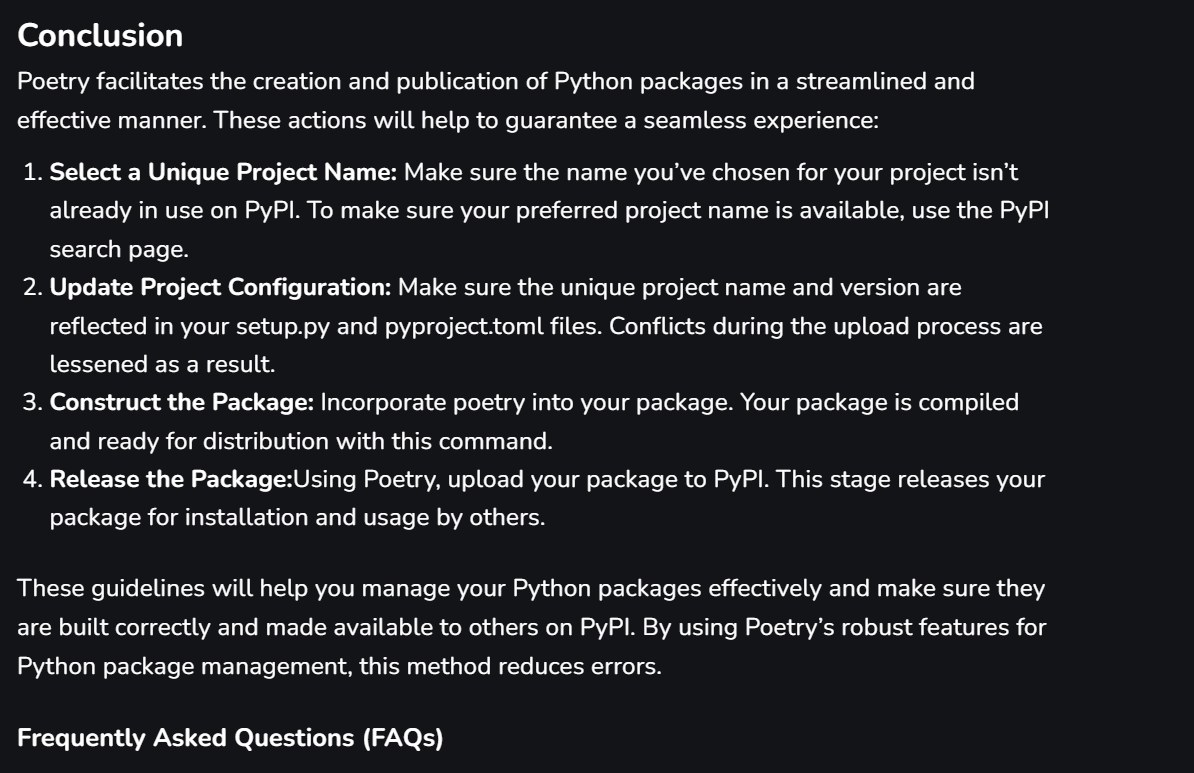 Conclusion
Poetry facilitates the creation and publication of Python packages in a streamlined and
effective manner. These actions will help to guarantee a seamless experience:
1. Select a Unique Project Name: Make sure the name you’ve chosen for your project isn’t
already in use on PyPI. To make sure your preferred project name is available, use the PyPI
search page.
2. Update Project Configuration: Make sure the unique project name and version are
reflected in your setup.py and pyproject.toml files. Conflicts during the upload process are
lessened as a result.
3. Construct the Package: Incorporate poetry into your package. Your package is compiled
and ready for distribution with this command.
4. Release the Package:Using Poetry, upload your package to PyPI. This stage releases your
package for installation and usage by others.
These guidelines will help you manage your Python packages effectively and make sure they
are built correctly and made available to others on PyPI. By using Poetry’s robust features for
Python package management, this method reduces errors.
Frequently Asked Questions (FAQs)